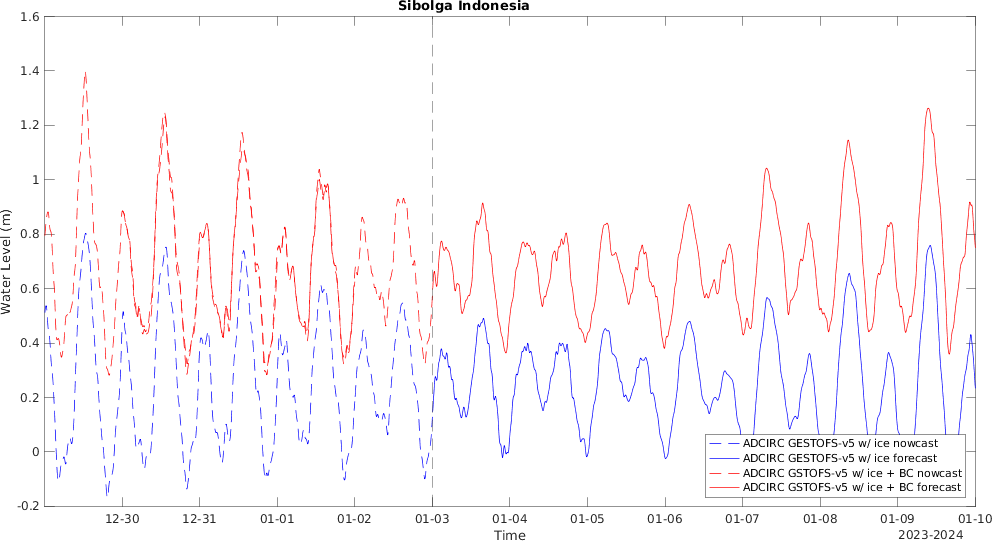 Sibolga Indonesia
1.6
1.4
1.2
1
0.8
0.6
0.4
0.2
0
-0.2
Water Level (m)
ADCIRC GESTOFS-v5 w/ ice nowcast
ADCIRC GESTOFS-v5 w/ ice forecast
ADCIRC GSTOFS-v5 w/ ice + BC nowcast
ADCIRC GSTOFS-v5 w/ ice + BC forecast
12-30 12-31 01-01 01-02 01-03 01-04 01-05 01-06 01-07 01-08 01-09 01-10
Time
2023-2024